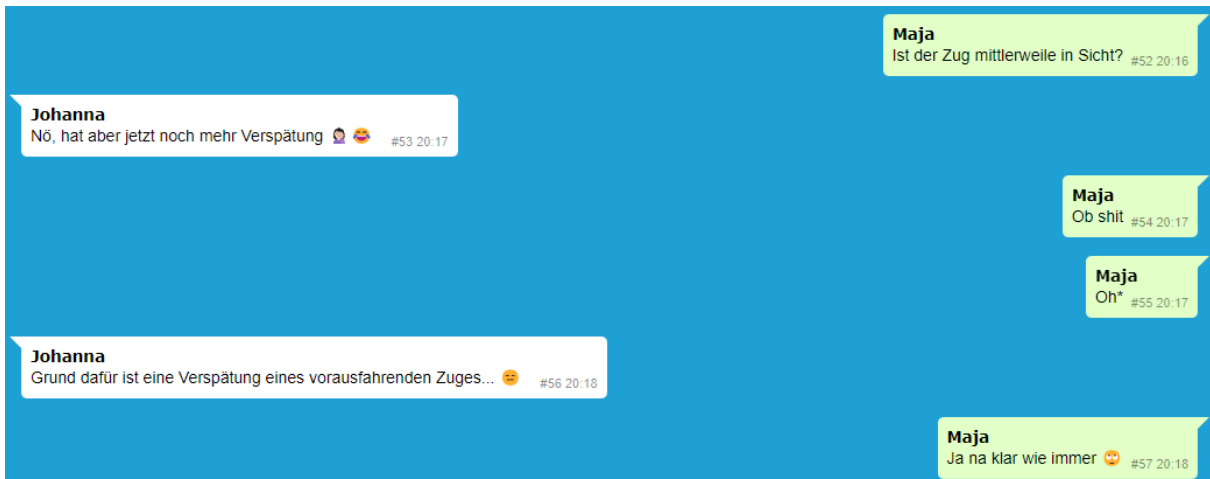 Maja
Ist der Zug mittlerweile in Sicht? #52 20:16
Johanna
Nö, hat aber jetzt noch mehr Verspätung 🤦🏻‍♀️ 😂 #53 20:17
Maja
Ob shit #54 20:17
Maja
Oh* #55 20:17
Johanna
Grund dafür ist eine Verspätung eines vorausfahrenden Zuges... 😑 #56 20:18
Maja
Ja na klar wie immer 🙄 #57 20:18